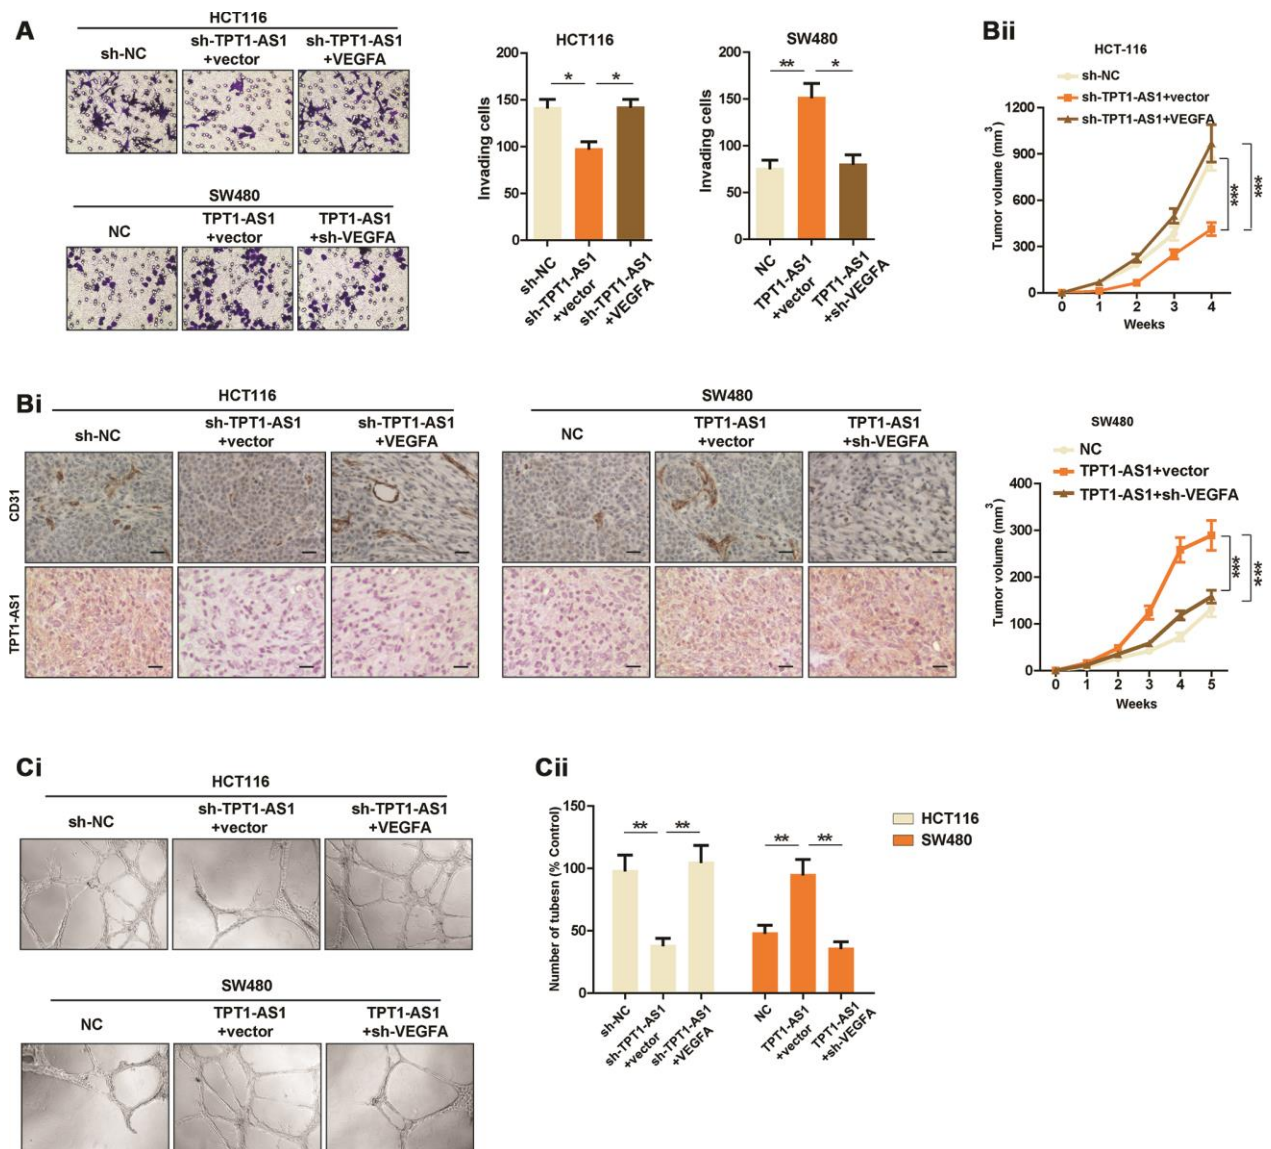 A
HCT116
sh-NC
sh-TPT1-AS1
+vector
sh-TPT1-AS1
+VEGFA
SW480
NC
TPT1-AS1
+vector
TPT1-AS1
+sh-VEGFA
HCT116
Invading cells
200
150
100
50
0
*
*
sh-NC
sh-TPT1-AS1
+vector
sh-TPT1-AS1
+VEGFA
SW480
Invading cells
200
150
100
50
0
**
*
NC
TPT1-AS1
+vector
TPT1-AS1
+sh-VEGFA
Bii
HCT-116
sh-NC
sh-TPT1-AS1+vector
sh-TPT1-AS1+VEGFA
Tumor volume (mm3)
1200
900
600
300
0
0 1 2 3 4
Weeks
***
***
Bi
HCT116
sh-NC
sh-TPT1-AS1
+vector
sh-TPT1-AS1
+VEGFA
SW480
NC
TPT1-AS1
+vector
TPT1-AS1
+sh-VEGFA
CD31
TPT1-AS1
SW480
NC
TPT1-AS1+vector
TPT1-AS1+sh-VEGFA
Tumor volume (mm3)
400
300
200
100
0
0 1 2 3 4 5
Weeks
***
***
Ci
HCT116
sh-NC
sh-TPT1-AS1
+vector
sh-TPT1-AS1
+VEGFA
SW480
NC
TPT1-AS1
+vector
TPT1-AS1
+sh-VEGFA
Cii
Number of tubesn (% Control)
150
100
50
0
** **
** **
HCT116
SW480
sh-NC
sh-TPT1-AS1
+vector
sh-TPT1-AS1
+VEGFA
NC
TPT1-AS1
+vector
TPT1-AS1
+sh-VEGFA